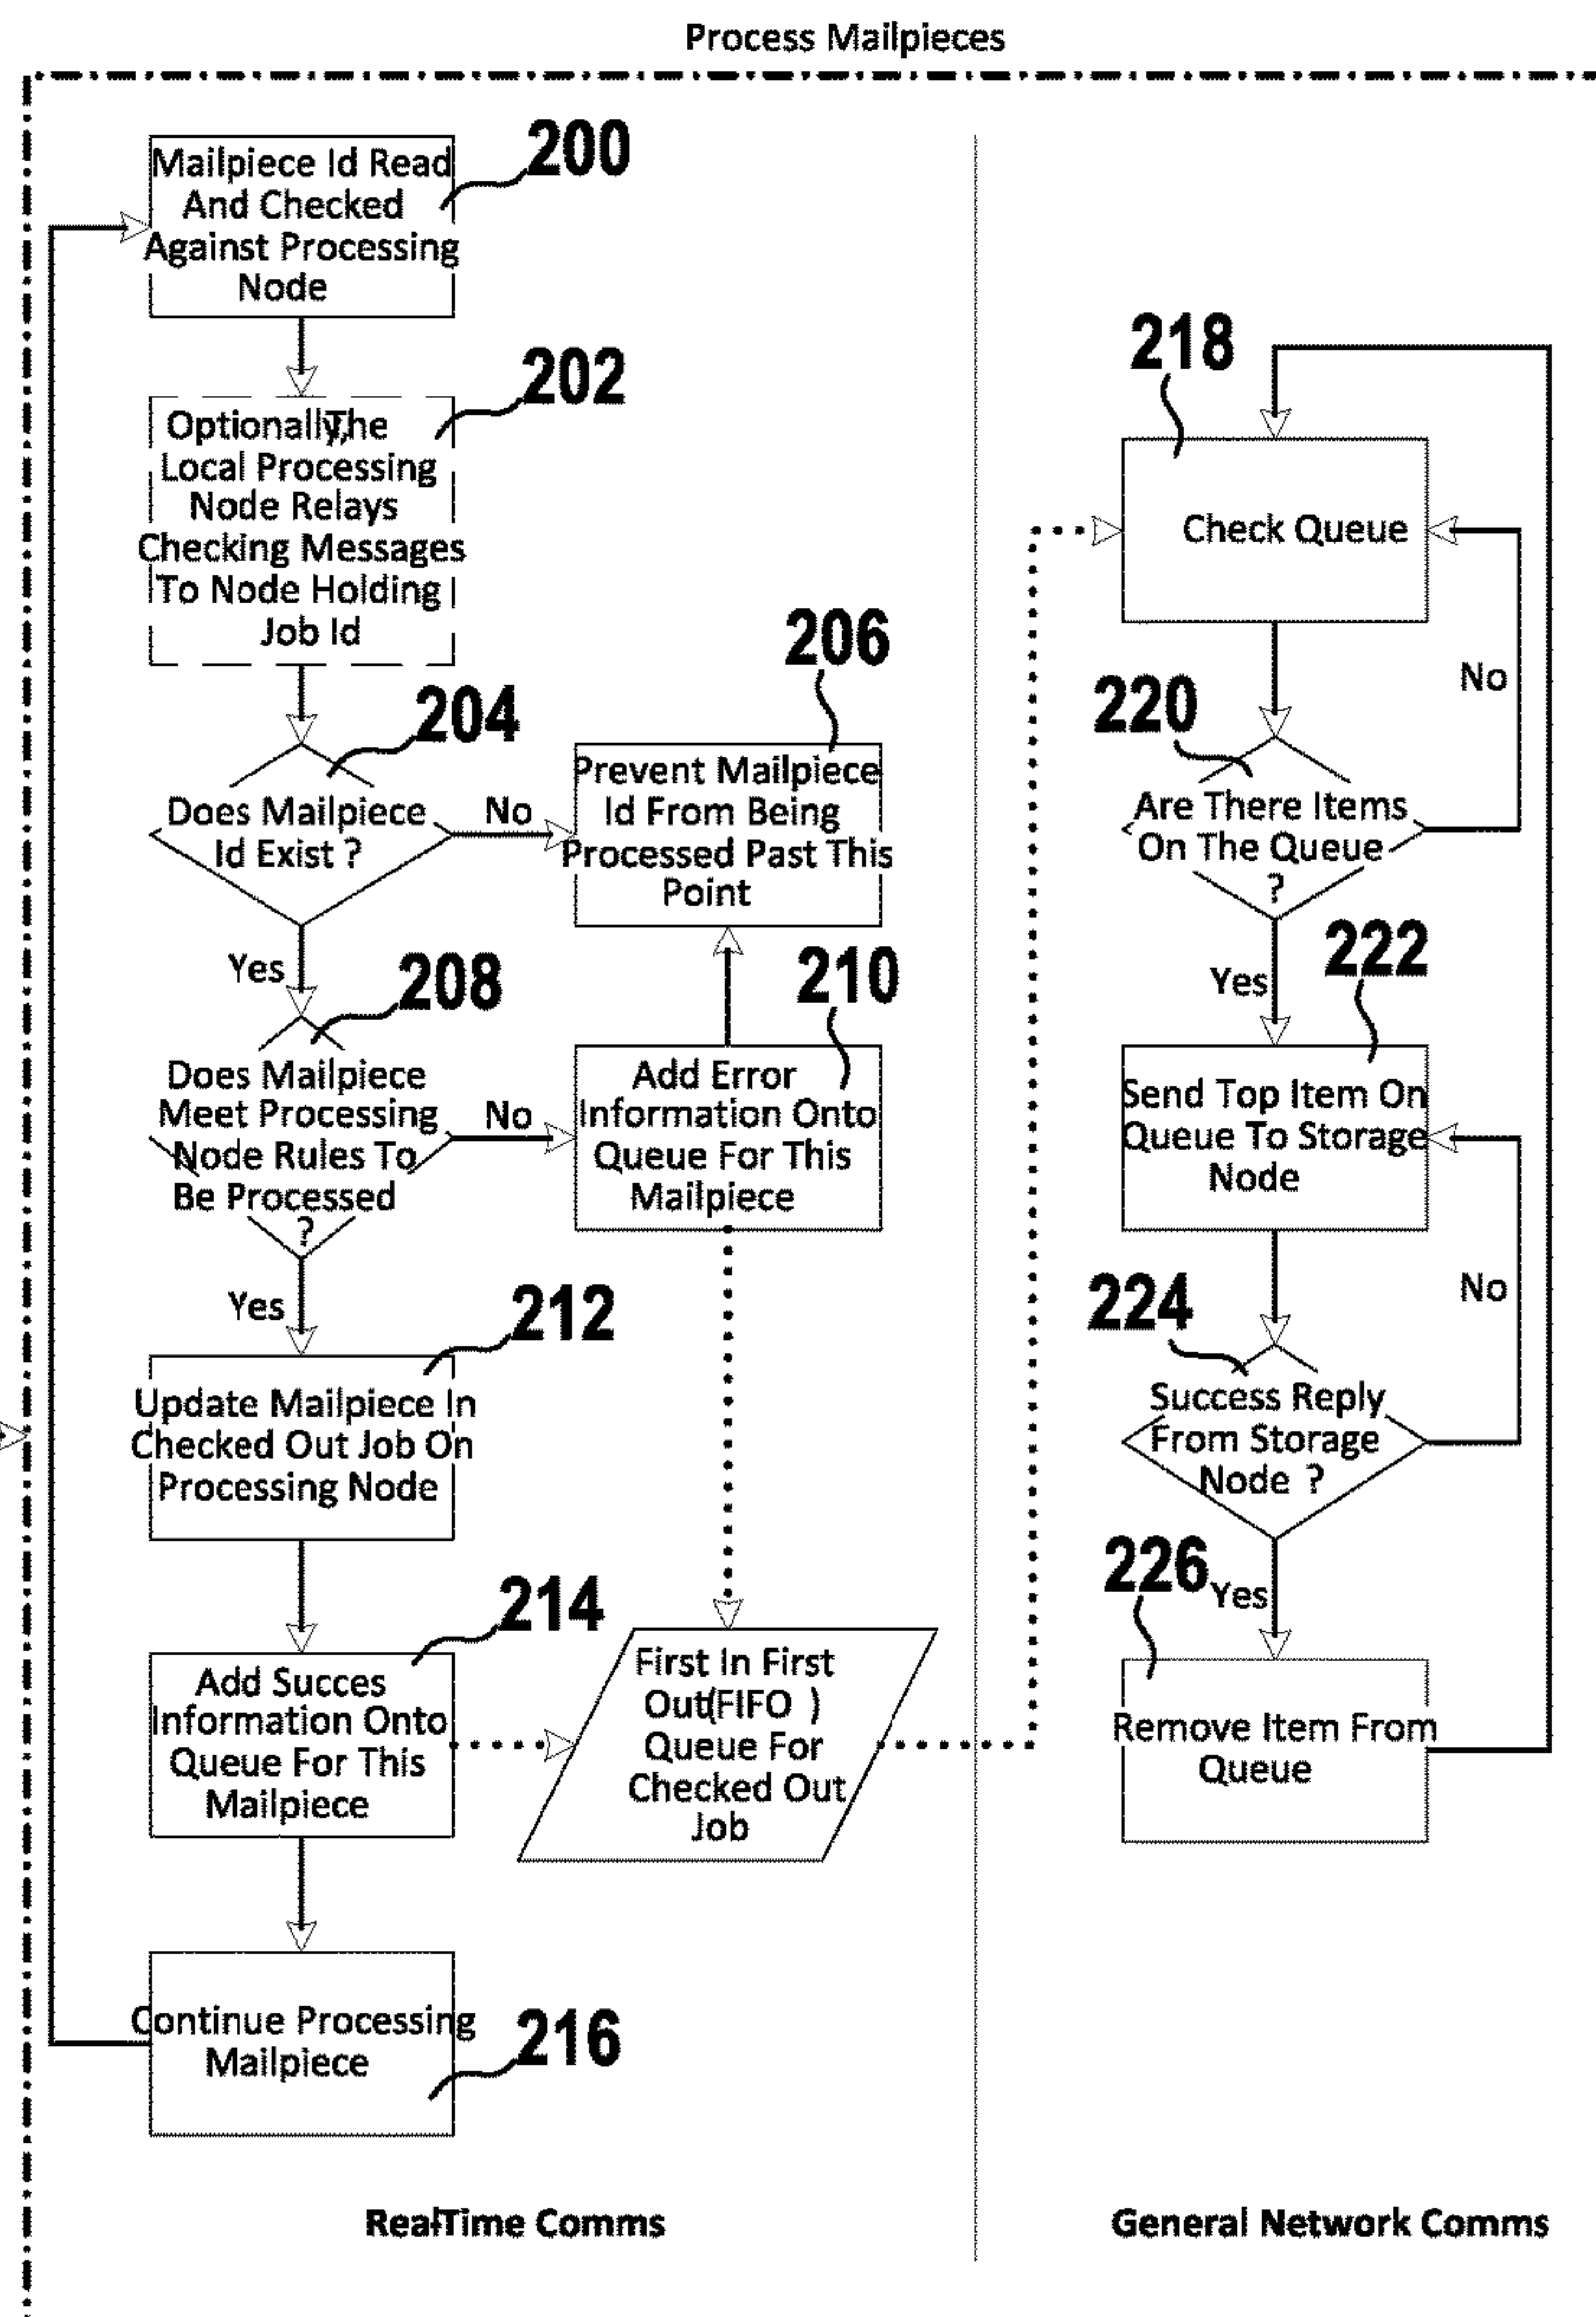 Process Mailpieces
200
Mailpiece Id Read
And Checked
Against Processing
Node
202
Optionally, The
Local Processing
Node Relays
Checking Messages
To Node Holding
Job Id
204
Does Mailpiece
Id Exist ?
No
Yes
206
Prevent Mailpiece
Id From Being
Processed Past This
Point
208
Does Mailpiece
Meet Processing
Node Rules To
Be Processed
?
No
Yes
210
Add Error
Information Onto
Queue For This
Mailpiece
212
Update Mailpiece In
Checked Out Job On
Processing Node
214
Add Succes
Information Onto
Queue For This
Mailpiece
First In First
Out(FIFO )
Queue For
Checked Out
Job
216
Continue Processing
Mailpiece
RealTime Comms
218
Check Queue
No
220
Are There Items
On The Queue
?
Yes
222
Send Top Item On
Queue To Storage
Node
No
224
Success Reply
From Storage
Node ?
Yes
226
Remove Item From
Queue
General Network Comms